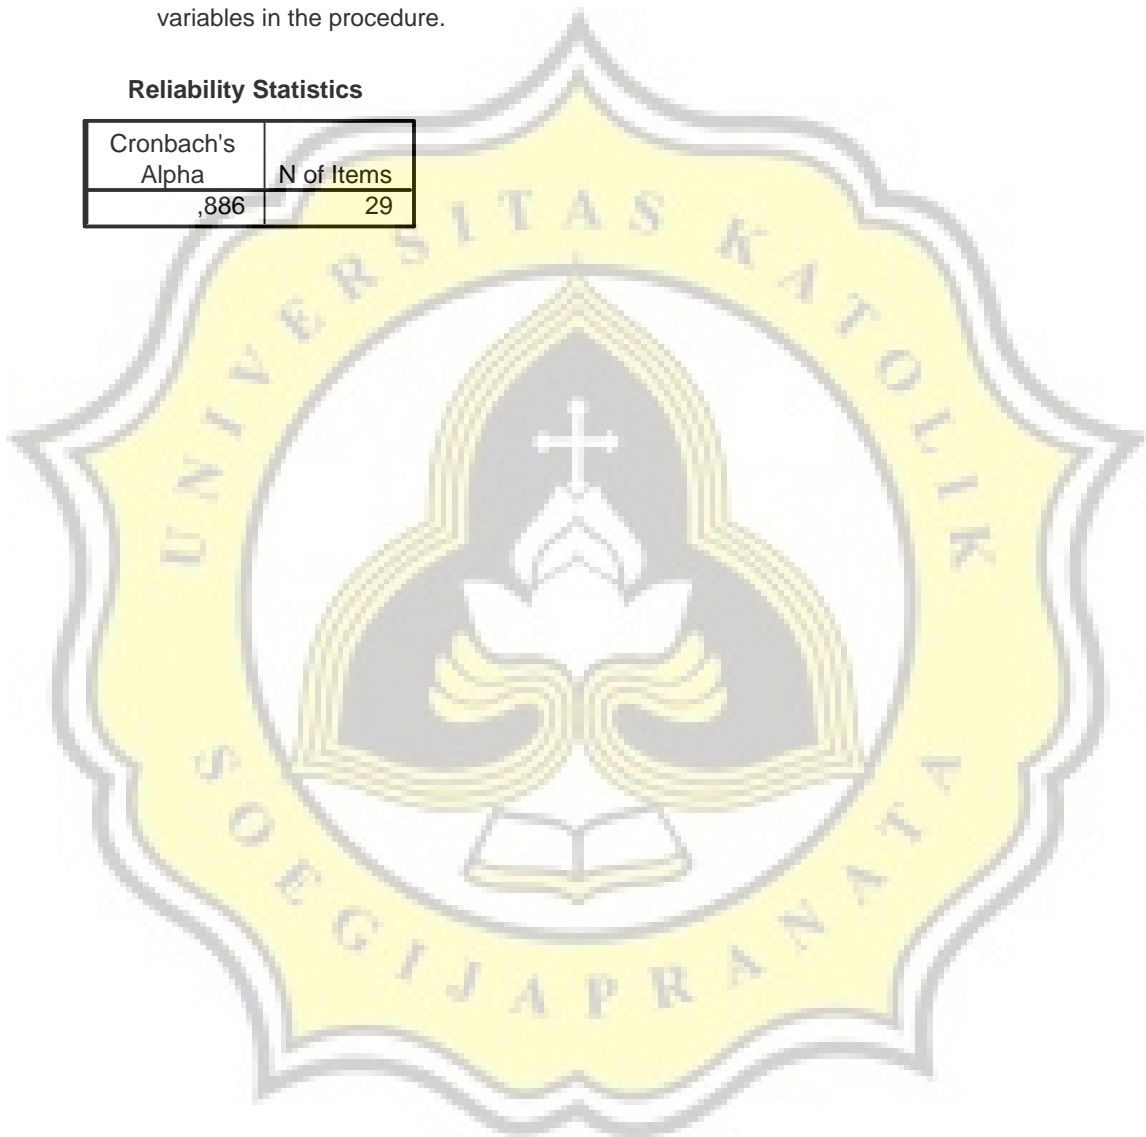 variables in the procedure.
Reliability Statistics
Cronbach's
Alpha N of Items
,886 29
UNIVERSITAS KATOLIK
SOEGIJAPRANATA